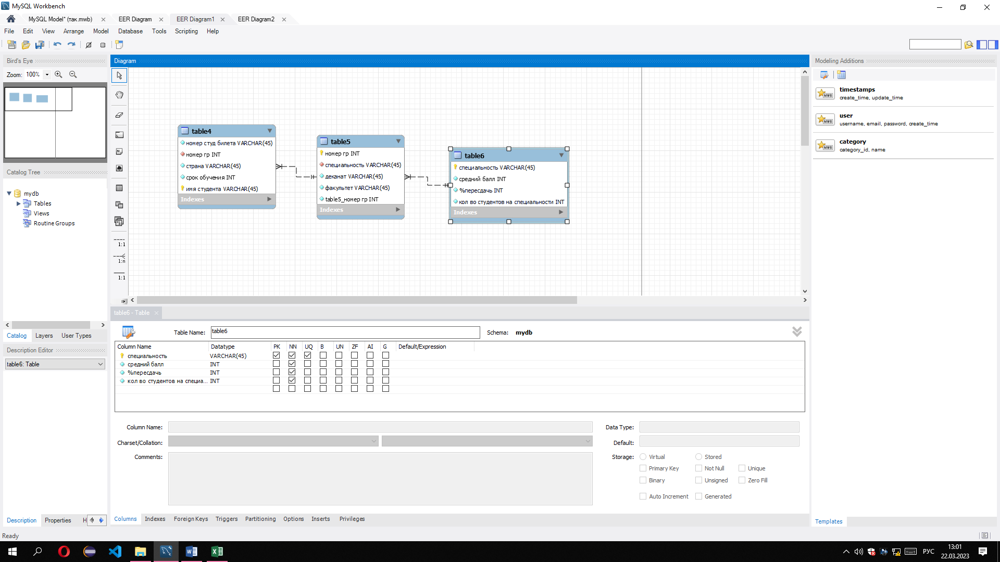 MySQL Workbench
MySQL Model* (так.mwb)
EER Diagram
EER Diagram1
EER Diagram2
File Edit View Arrange Model Database Tools Scripting Help
Bird's Eye
Zoom: 100%
Catalog Tree
mydb
Tables
Views
Routine Groups
Catalog Layers User Types
Description Editor
table6: Table
Description Properties H
Diagram
1:1
1:n
1:1
table4
номер студ билета VARCHAR(45)
номер гр INT
страна VARCHAR(45)
срок обучения INT
имя студента VARCHAR(45)
Indexes
table5
номер гр INT
специальность VARCHAR(45)
деканат VARCHAR(45)
факультет VARCHAR(45)
table5_номер гр INT
Indexes
table6
специальность VARCHAR(45)
средний балл INT
%пересдачь INT
кол во студентов на специальности INT
Indexes
table6 - Table
Table Name: table6 Schema: mydb
Column Name Datatype PK NN UQ B UN ZF AI G Default/Expression
специальность VARCHAR(45)
средний балл INT
%пересдачь INT
кол во студентов на специа... INT
Column Name: Data Type:
Charset/Collation: Default:
Comments: Storage: Virtual Stored
Primary Key Not Null Unique
Binary Unsigned Zero Fill
Auto Increment Generated
Columns Indexes Foreign Keys Triggers Partitioning Options Inserts Privileges
Modeling Additions
timestamps
create_time, update_time
user
username, email, password, create_time
category
category_id, name
Templates
Ready
РУС
13:01
22.03.2023